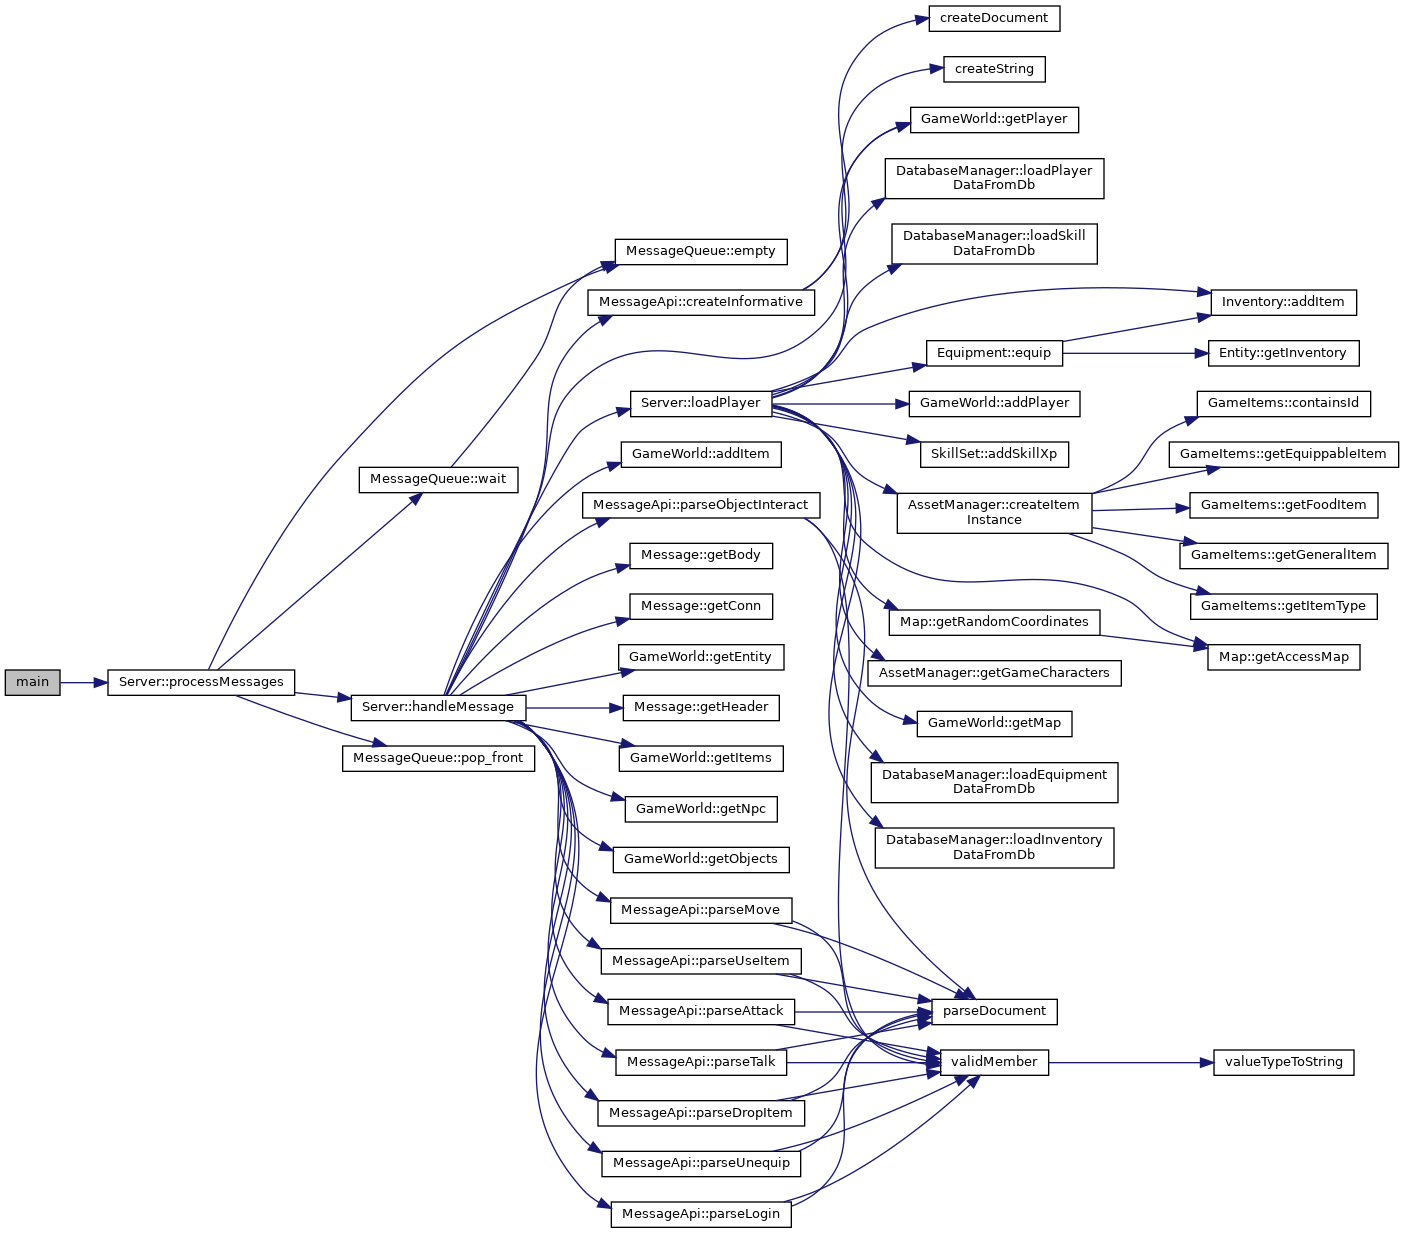 main
Server::processMessages
MessageQueue::wait
Server::handleMessage
MessageQueue::pop_front
MessageQueue::empty
MessageApi::createInformative
Server::loadPlayer
GameWorld::addItem
MessageApi::parseObjectInteract
Message::getBody
Message::getConn
GameWorld::getEntity
Message::getHeader
GameWorld::getItems
GameWorld::getNpc
GameWorld::getObjects
MessageApi::parseMove
MessageApi::parseUseItem
MessageApi::parseAttack
MessageApi::parseTalk
MessageApi::parseDropItem
MessageApi::parseUnequip
MessageApi::parseLogin
createDocument
createString
GameWorld::getPlayer
DatabaseManager::loadPlayer
DataFromDb
DatabaseManager::loadSkill
DataFromDb
Equipment::equip
GameWorld::addPlayer
SkillSet::addSkillXp
AssetManager::createItem
Instance
Map::getRandomCoordinates
AssetManager::getGameCharacters
GameWorld::getMap
DatabaseManager::loadEquipment
DataFromDb
DatabaseManager::loadInventory
DataFromDb
parseDocument
validMember
Inventory::addItem
Entity::getInventory
GameItems::containsId
GameItems::getEquippableItem
GameItems::getFoodItem
GameItems::getGeneralItem
GameItems::getItemType
Map::getAccessMap
valueTypeToString